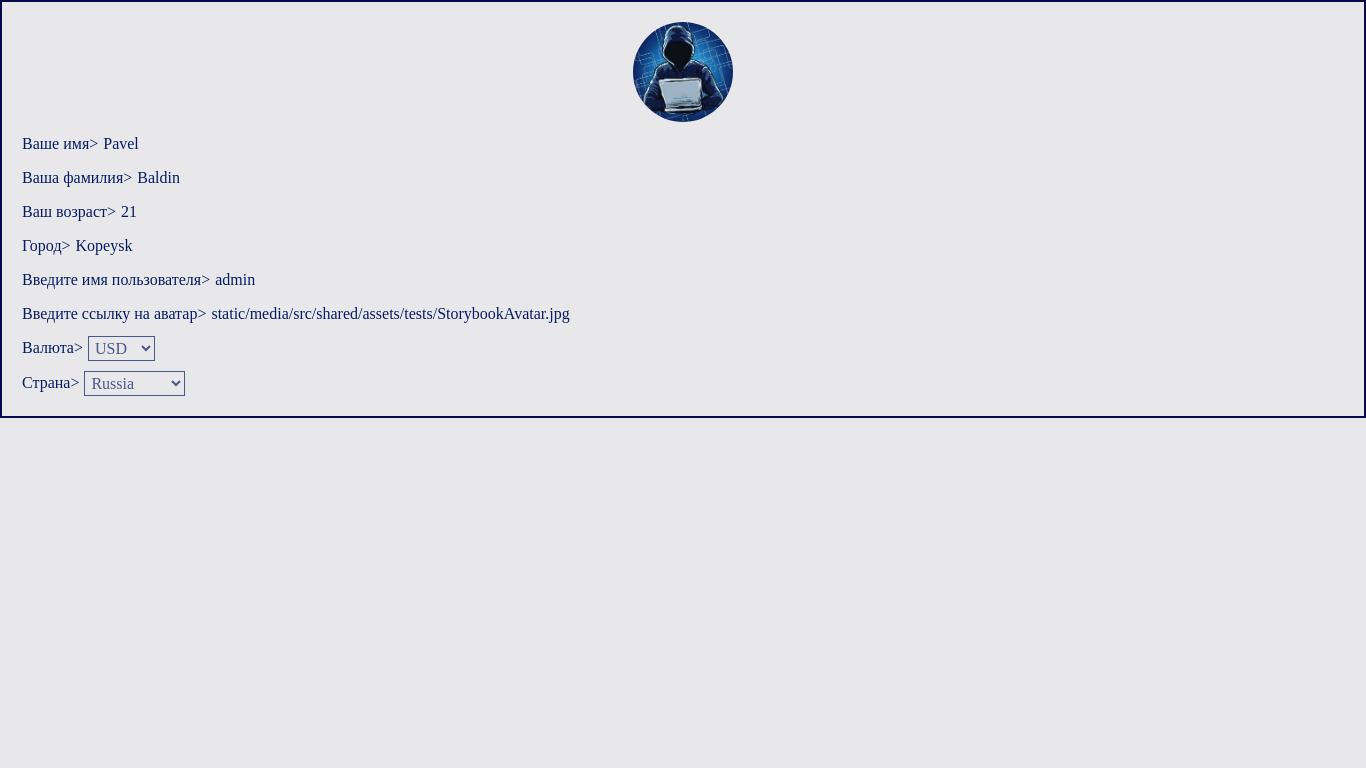 Ваше имя> Pavel
Ваша фамилия> Baldin
Ваш возраст> 21
Город> Kopeysk
Введите имя пользователя> admin
Введите ссылку на аватар> static/media/src/shared/assets/tests/StorybookAvatar.jpg
Валюта> USD
Страна> Russia